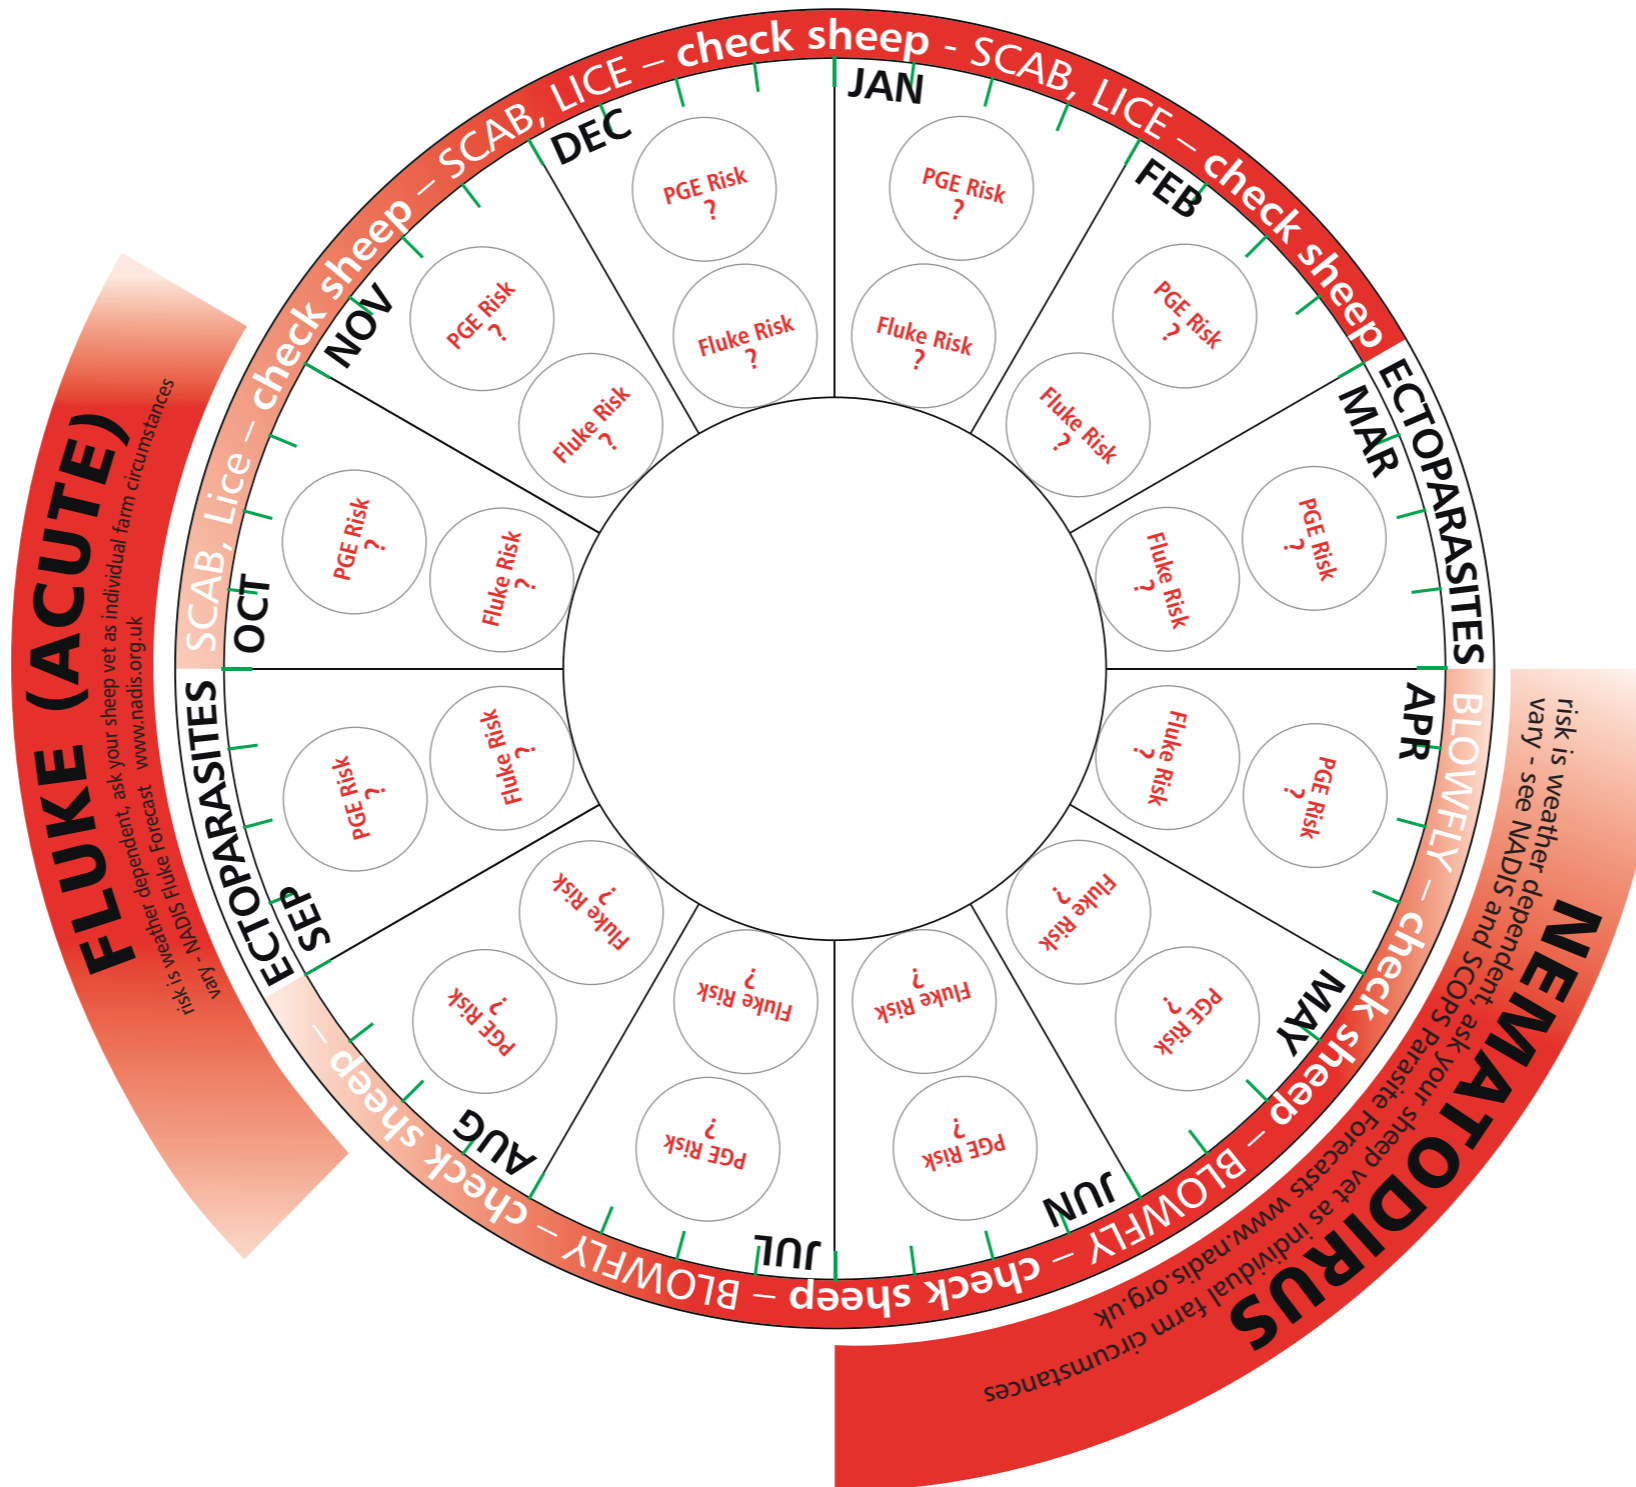 SCAB, Lice – check sheep – SCAB, LICE – check sheep - SCAB, LICE – check sheep
ECTOPARASITES
BLOWFLY – check sheep – BLOWFLY – check sheep – BLOWFLY – check sheep –
ECTOPARASITES
JAN
PGE Risk
?
Fluke Risk
?
FEB
PGE Risk
?
Fluke Risk
?
MAR
PGE Risk
?
Fluke Risk
?
APR
PGE Risk
?
Fluke Risk
?
MAY
PGE Risk
?
Fluke Risk
?
JUN
PGE Risk
?
Fluke Risk
?
JUL
PGE Risk
?
Fluke Risk
?
AUG
PGE Risk
?
Fluke Risk
?
SEP
PGE Risk
?
Fluke Risk
?
OCT
PGE Risk
?
Fluke Risk
?
NOV
PGE Risk
?
Fluke Risk
?
DEC
PGE Risk
?
Fluke Risk
?
NEMATODIRUS
risk is weather dependent, ask your sheep vet as individual farm circumstances
vary - see NADIS and SCOPS Parasite Forecasts www.nadis.org.uk
FLUKE (ACUTE)
risk is weather dependent, ask your sheep vet as individual farm circumstances
vary - NADIS Fluke Forecast www.nadis.org.uk